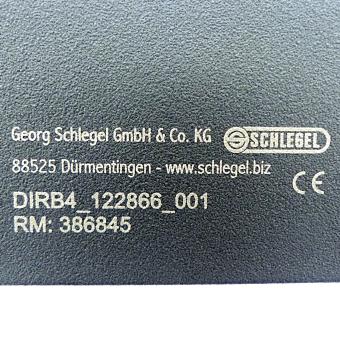 Georg Schlegel GmbH & Co. KG SCHLEGEL
88525 Dürmentingen - www.schlegel.biz
CE
DIRB4_122866_001
RM: 386845